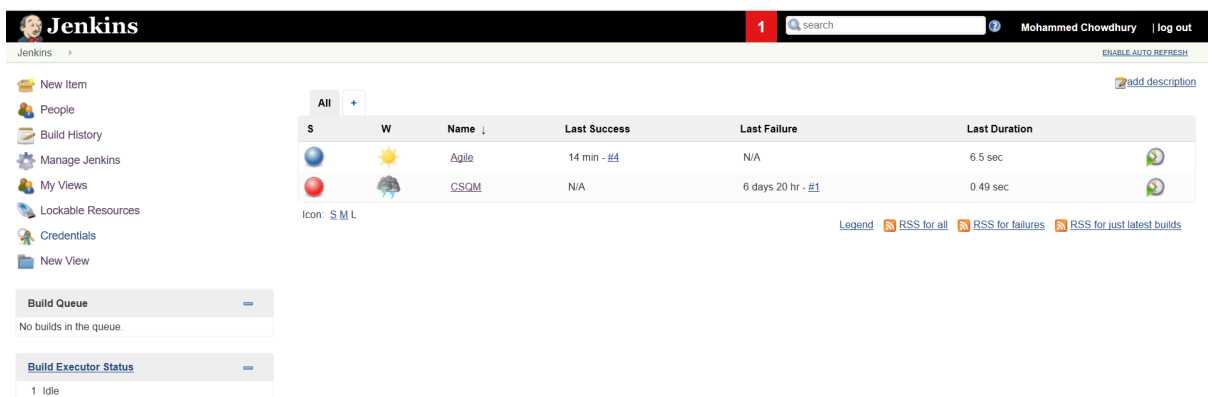 Jenkins
1 search Mohammed Chowdhury | log out
Jenkins
ENABLE AUTO REFRESH
New Item
People
Build History
Manage Jenkins
My Views
Lockable Resources
Credentials
New View
Build Queue
No builds in the queue.
Build Executor Status
1 Idle
add description
All +
S W Name ↓ Last Success Last Failure Last Duration
Agile 14 min - #4 N/A 6.5 sec
CSQM N/A 6 days 20 hr - #1 0.49 sec
Icon: S M L
Legend RSS for all RSS for failures RSS for just latest builds